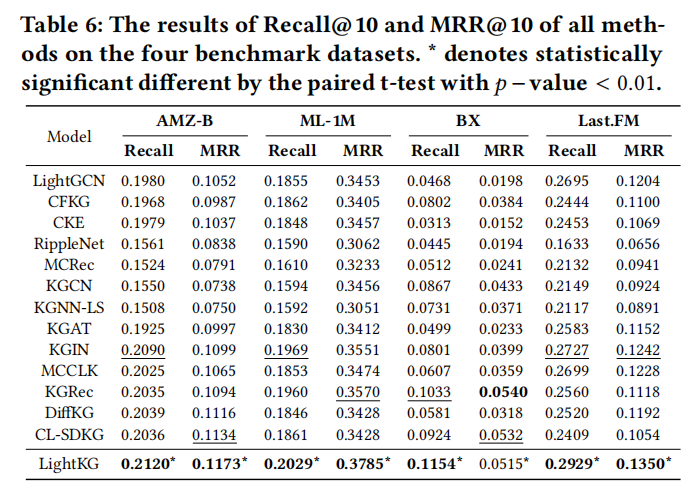 Table 6: The results of Recall@10 and MRR@10 of all meth-
ods on the four benchmark datasets. * denotes statistically
significant different by the paired t-test with p − value < 0.01.
Model AMZ-B ML-1M BX Last.FM
Recall MRR Recall MRR Recall MRR Recall MRR
LightGCN 0.1980 0.1052 0.1855 0.3453 0.0468 0.0198 0.2695 0.1204
CFKG 0.1968 0.0987 0.1862 0.3405 0.0802 0.0384 0.2444 0.1100
CKE 0.1979 0.1037 0.1848 0.3457 0.0313 0.0152 0.2453 0.1069
RippleNet 0.1561 0.0838 0.1590 0.3062 0.0445 0.0194 0.1633 0.0656
MCRec 0.1524 0.0791 0.1610 0.3233 0.0512 0.0241 0.2132 0.0941
KGCN 0.1550 0.0738 0.1594 0.3456 0.0867 0.0433 0.2149 0.0924
KGNN-LS 0.1508 0.0750 0.1592 0.3051 0.0731 0.0371 0.2117 0.0891
KGAT 0.1925 0.0997 0.1830 0.3412 0.0499 0.0233 0.2583 0.1152
KGIN 0.2090 0.1099 0.1969 0.3551 0.0801 0.0399 0.2727 0.1242
MCCLK 0.2025 0.1065 0.1853 0.3474 0.0607 0.0359 0.2699 0.1228
KGRec 0.2035 0.1094 0.1960 0.3570 0.1033 0.0540 0.2560 0.1118
DiffKG 0.2039 0.1116 0.1846 0.3428 0.0581 0.0318 0.2520 0.1192
CL-SDKG 0.2036 0.1134 0.1861 0.3428 0.0924 0.0532 0.2409 0.1054
LightKG 0.2120* 0.1173* 0.2029* 0.3785* 0.1154* 0.0515* 0.2929* 0.1350*